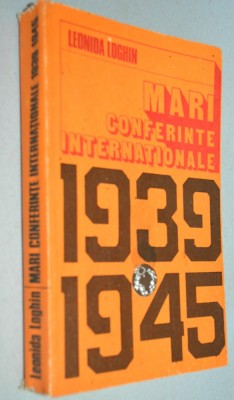 LEONIDA LOGHIN
MARI
CONFERINTE
INTERNATIONALE
1939
1945
Leonida Loghin MARI CONFERINTE INTERNATIONALE 1939 1945